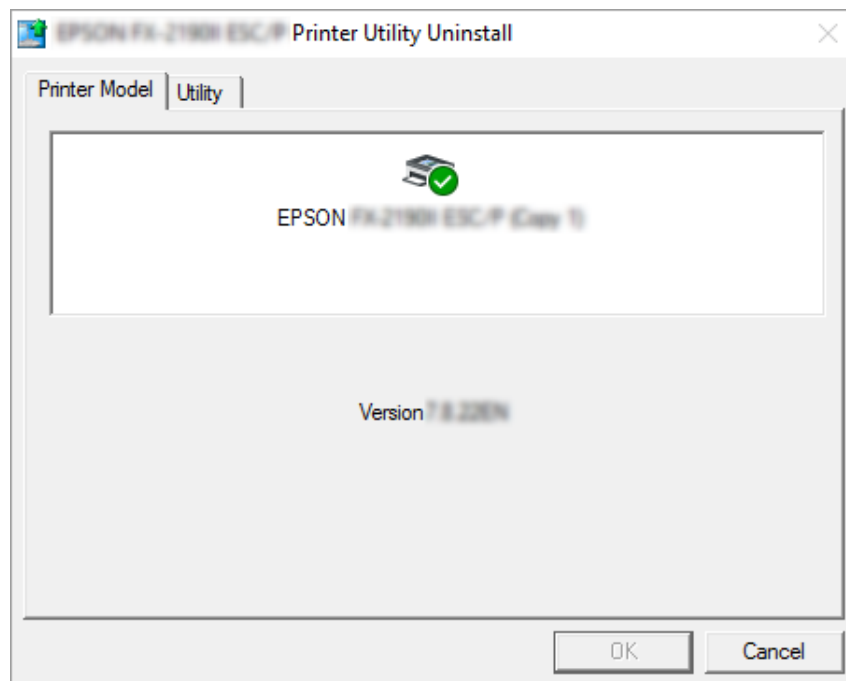 Printer Utility Uninstall
Printer Model
Utility
EPSON
Version
OK
Cancel